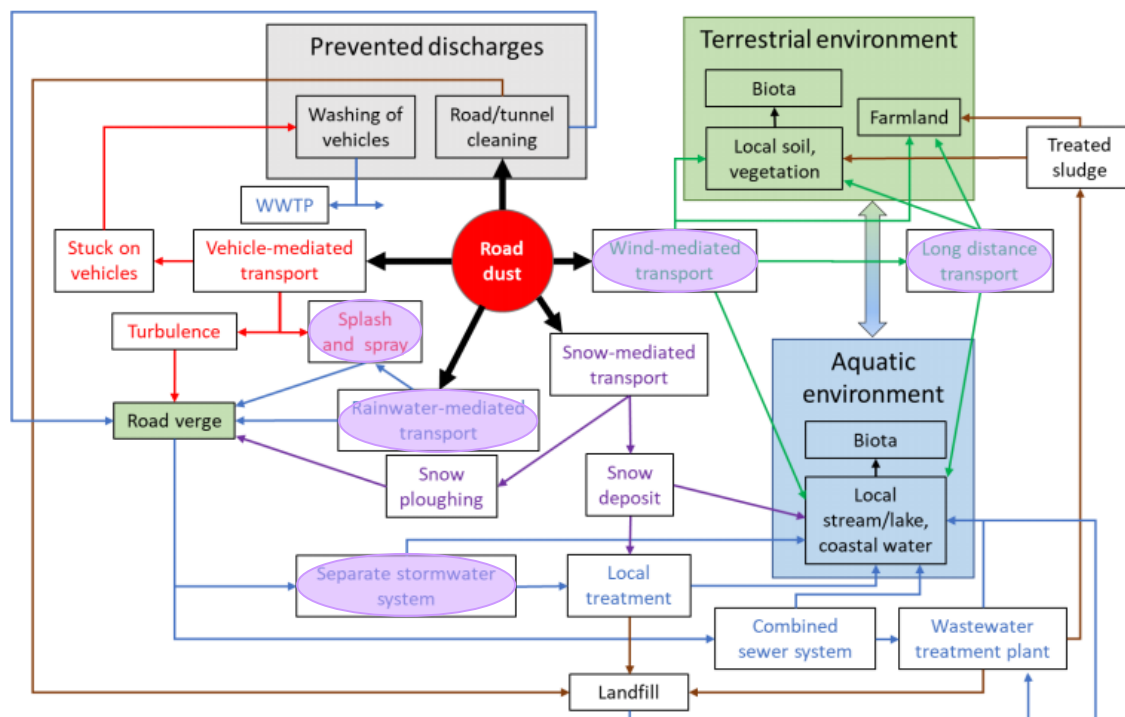 Prevented discharges
Washing of
vehicles
Road/tunnel
cleaning
WWTP
Terrestrial environment
Biota
Farmland
Local soil,
vegetation
Treated
sludge
Stuck on
vehicles
Vehicle-mediated
transport
Road
dust
Wind-mediated
transport
Long distance
transport
Turbulence
Splash
and spray
Snow-mediated
transport
Road verge
Rainwater-mediated
transport
Snow
ploughing
Snow
deposit
Aquatic
environment
Biota
Local
stream/lake,
coastal water
Separate stormwater
system
Local
treatment
Combined
sewer system
Wastewater
treatment plant
Landfill